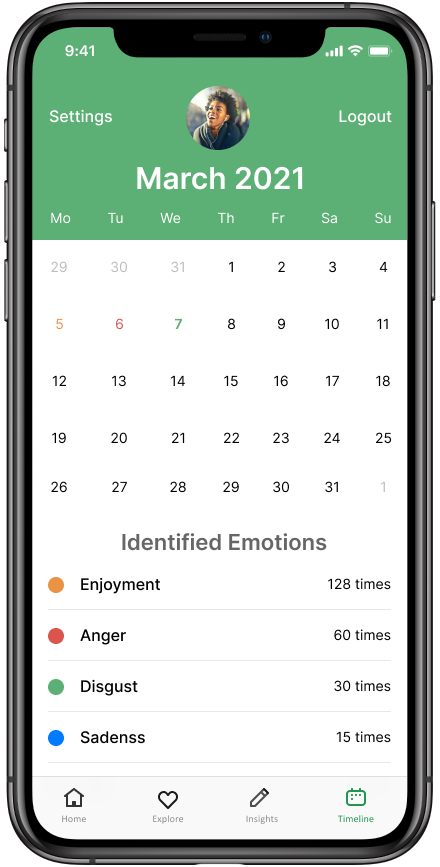 9:41
Settings
Logout
March 2021
Mo Tu We Th Fr Sa Su
29 30 31 1 2 3 4
5 6 7 8 9 10 11
12 13 14 15 16 17 18
19 20 21 22 23 24 25
26 27 28 29 30 31 1
Identified Emotions
Enjoyment 128 times
Anger 60 times
Disgust 30 times
Sadenss 15 times
Home Explore Insights Timeline